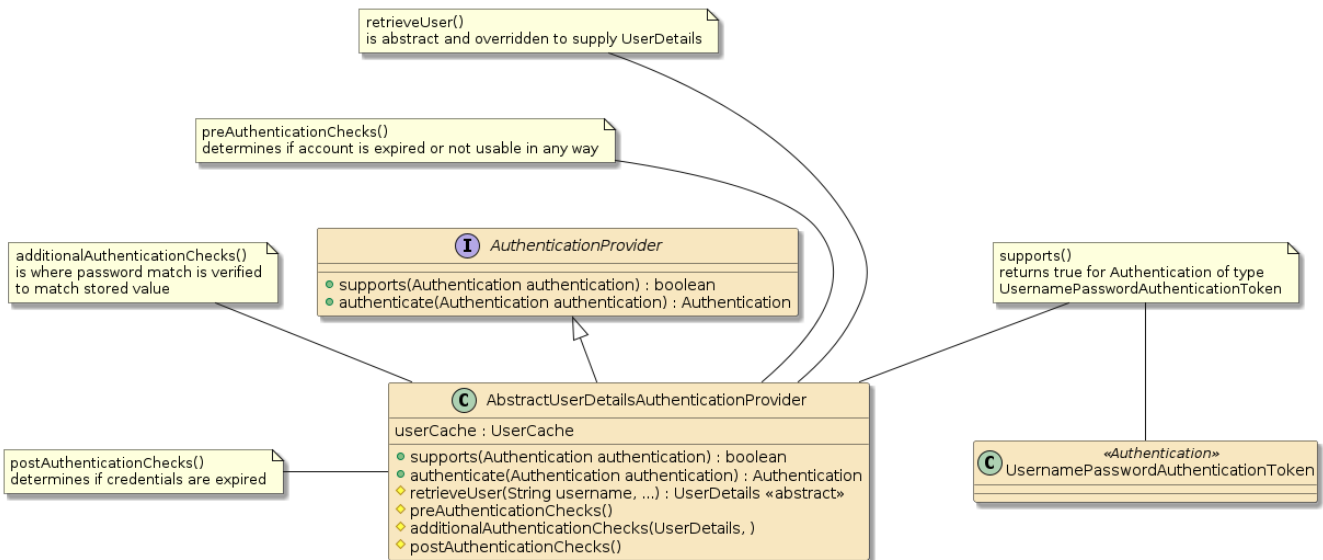 retrieveUser()
is abstract and overridden to supply UserDetails
preAuthenticationChecks()
determines if account is expired or not usable in any way
additionalAuthenticationChecks()
is where password match is verified
to match stored value
I AuthenticationProvider
supports(Authentication authentication) : boolean
authenticate(Authentication authentication) : Authentication
supports()
returns true for Authentication of type
UsernamePasswordAuthenticationToken
C AbstractUserDetailsAuthenticationProvider
userCache : UserCache
supports(Authentication authentication) : boolean
authenticate(Authentication authentication) : Authentication
retrieveUser(String username, ...) : UserDetails «abstract»
preAuthenticationChecks()
additionalAuthenticationChecks(UserDetails, )
postAuthenticationChecks()
postAuthenticationChecks()
determines if credentials are expired
«Authentication»
C UsernamePasswordAuthenticationToken